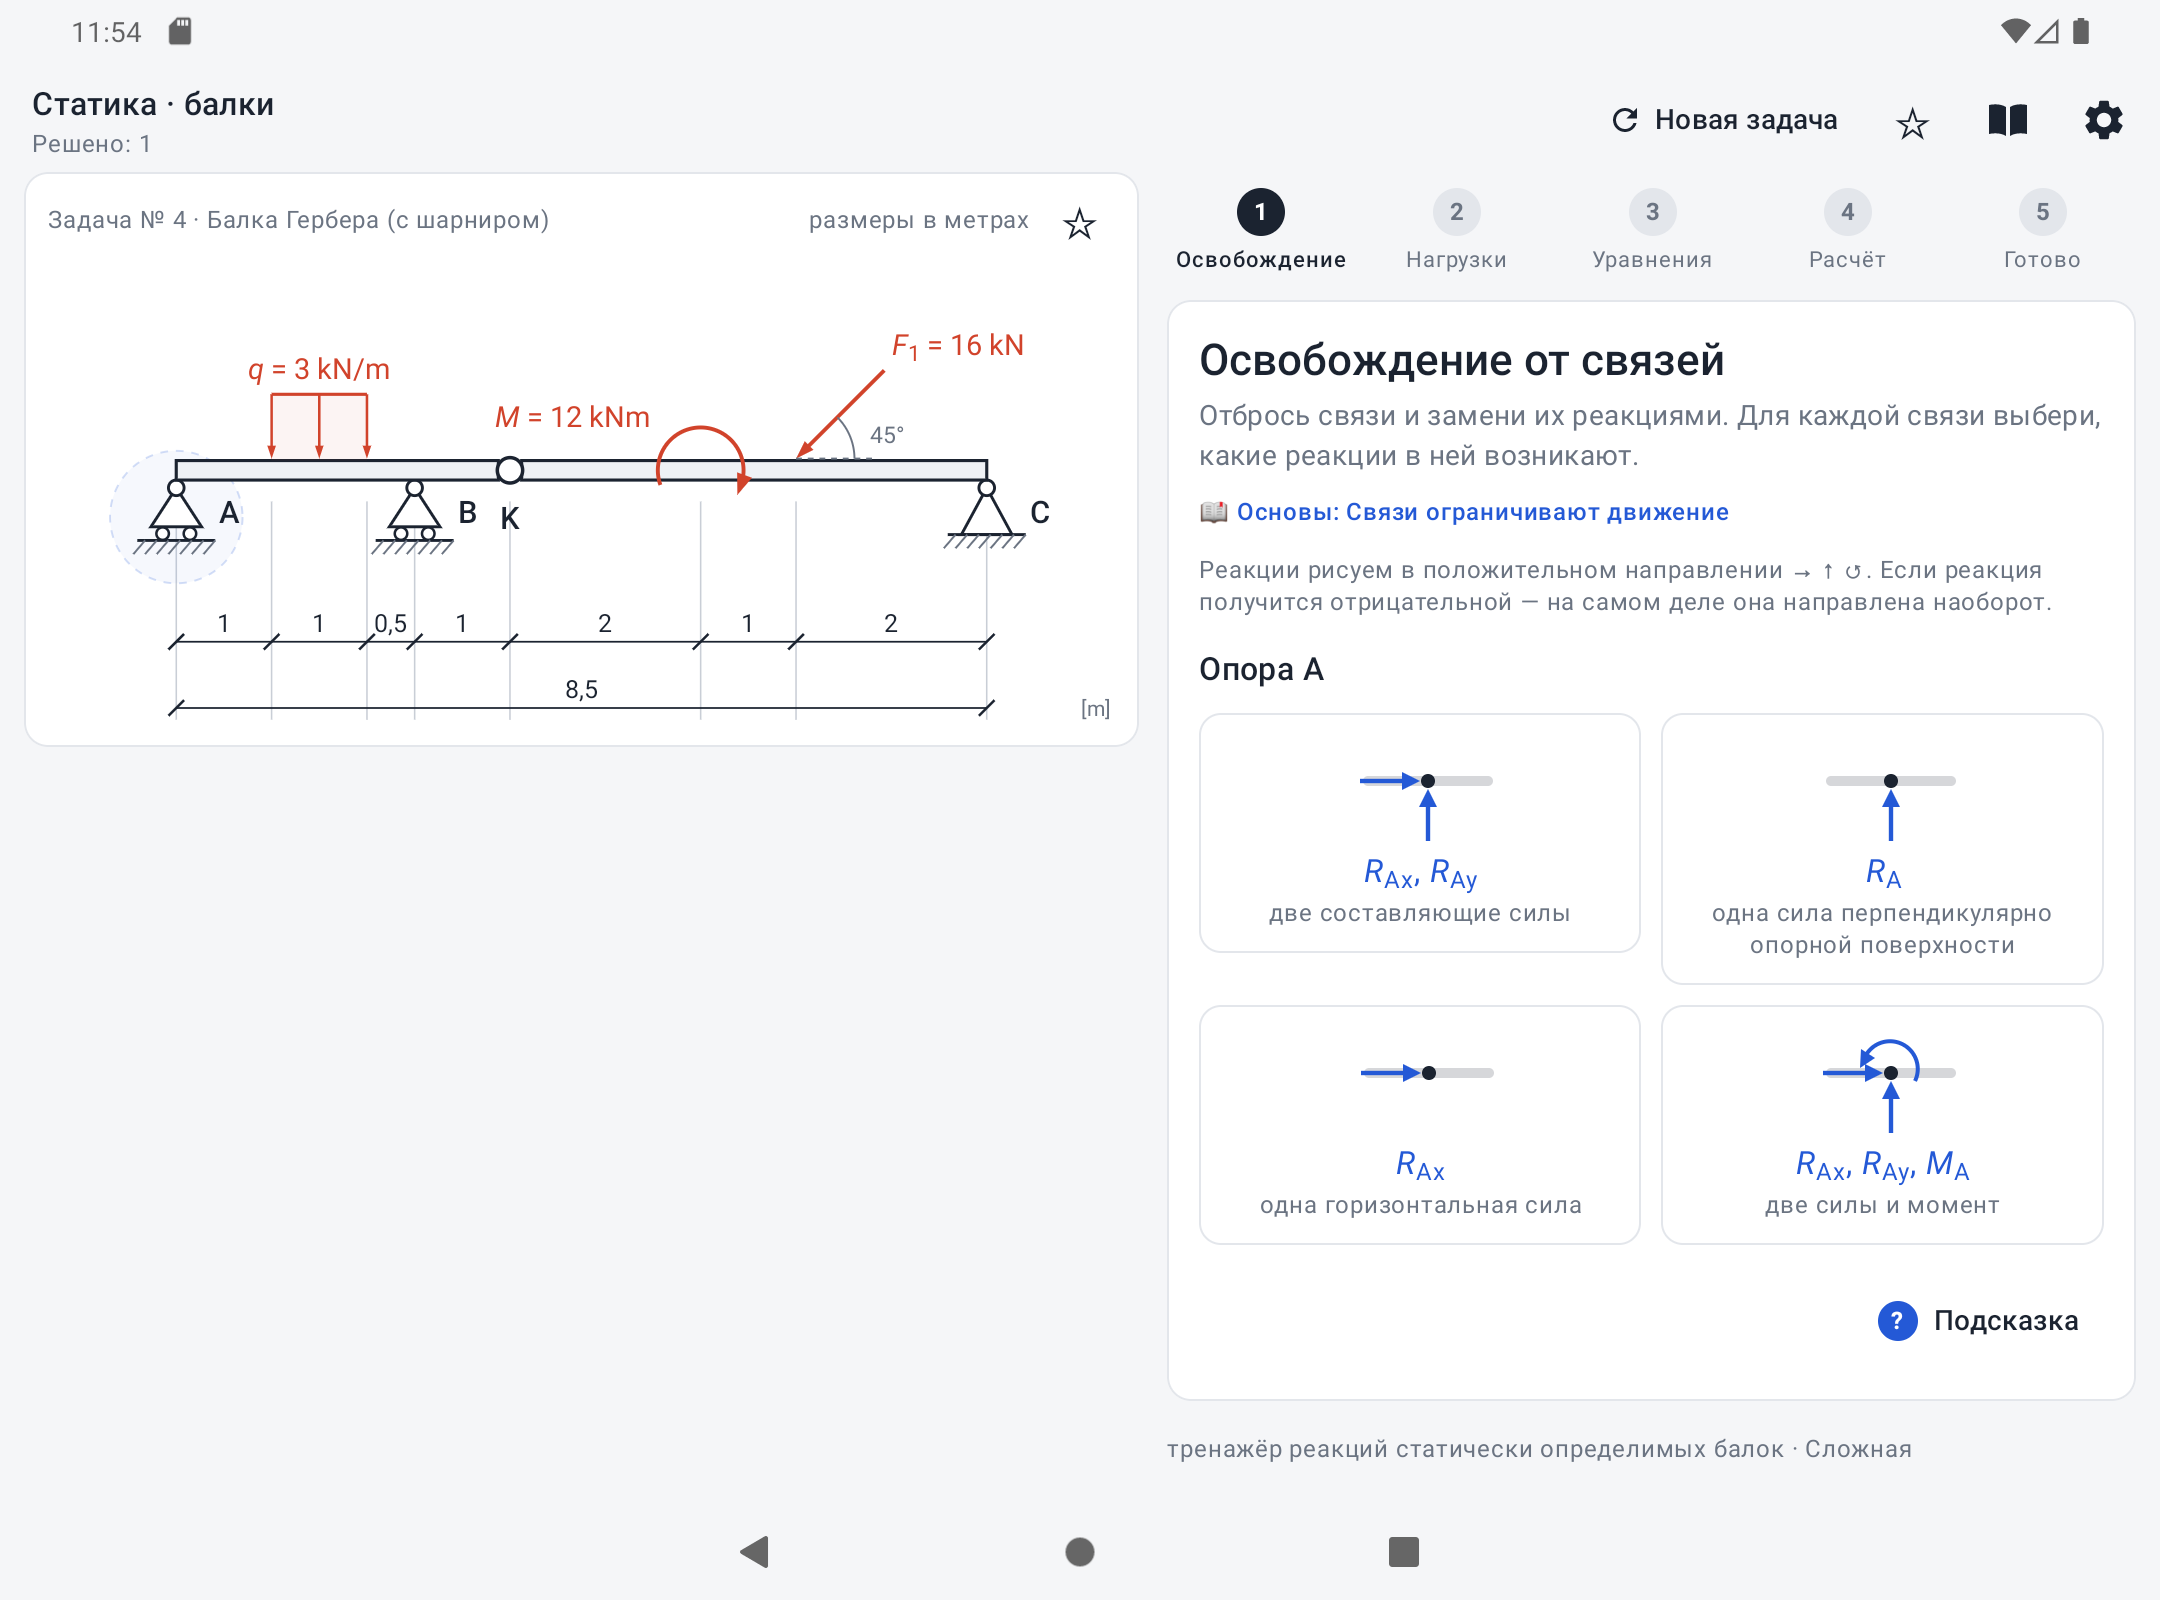 11:54
Статика · балки
Решено: 1
Новая задача
Задача № 4 · Балка Гербера (с шарниром)
размеры в метрах
q = 3 kN/m
M = 12 kNm
F1 = 16 kN
45°
A
B
K
C
1
1
0,5
1
2
1
2
8,5
[m]
1
2
3
4
5
Освобождение
Нагрузки
Уравнения
Расчёт
Готово
Освобождение от связей
Отбрось связи и замени их реакциями. Для каждой связи выбери,
какие реакции в ней возникают.
📖 Основы: Связи ограничивают движение
Реакции рисуем в положительном направлении → ↑ ↺. Если реакция
получится отрицательной — на самом деле она направлена наоборот.
Опора A
RAx, RAy
две составляющие силы
RA
одна сила перпендикулярно
опорной поверхности
RAx
одна горизонтальная сила
RAx, RAy, MA
две силы и момент
? Подсказка
тренажёр реакций статически определимых балок · Сложная